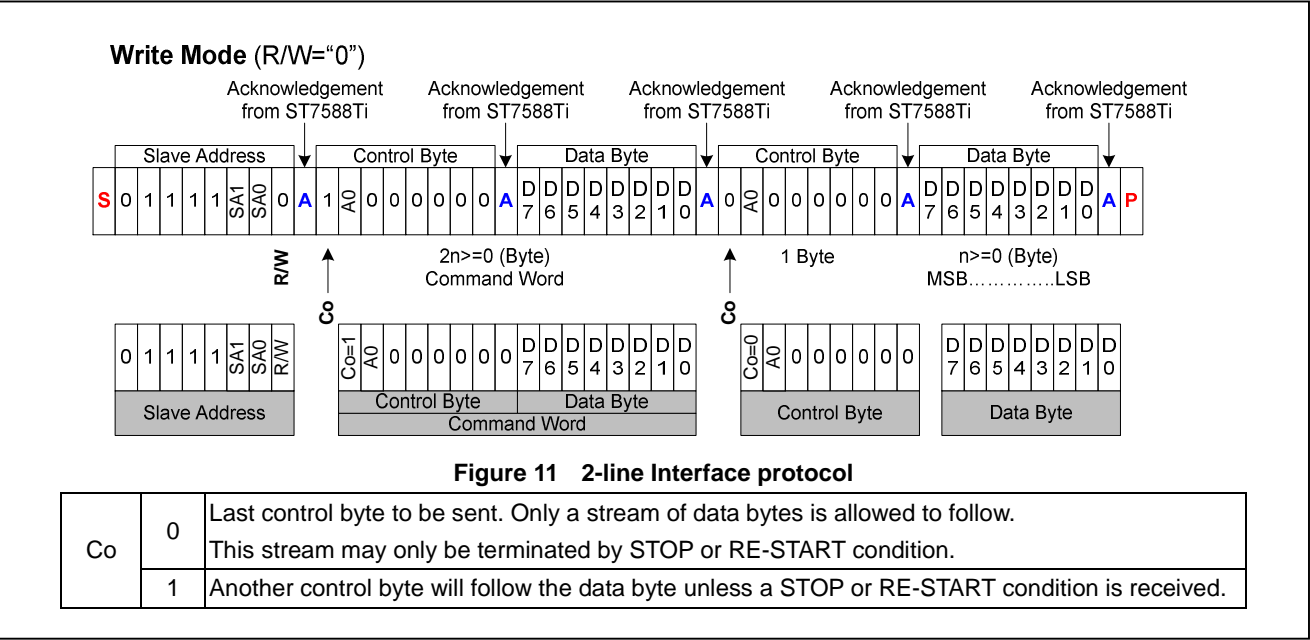 Write Mode (R/W=“0”)
Acknowledgement from ST7588Ti Acknowledgement from ST7588Ti Acknowledgement from ST7588Ti Acknowledgement from ST7588Ti Acknowledgement from ST7588Ti
Slave Address Control Byte Data Byte Control Byte Data Byte
S 0 1 1 1 1 SA1 SA0 0 A 1 A0 0 0 0 0 0 0 A D7 D6 D5 D4 D3 D2 D1 D0 A 0 A0 0 0 0 0 0 0 A D7 D6 D5 D4 D3 D2 D1 D0 A P
R/W Co 2n>=0 (Byte) Co 1 Byte n>=0 (Byte)
Command Word MSB…………..LSB
0 1 1 1 1 SA1 SA0 R/W Co=1 A0 0 0 0 0 0 0 D7 D6 D5 D4 D3 D2 D1 D0 Co=0 A0 0 0 0 0 0 0 D7 D6 D5 D4 D3 D2 D1 D0
Slave Address Control Byte Data Byte Control Byte Data Byte
Command Word
Figure 11 2-line Interface protocol
Co 0 Last control byte to be sent. Only a stream of data bytes is allowed to follow.
This stream may only be terminated by STOP or RE-START condition.
1 Another control byte will follow the data byte unless a STOP or RE-START condition is received.